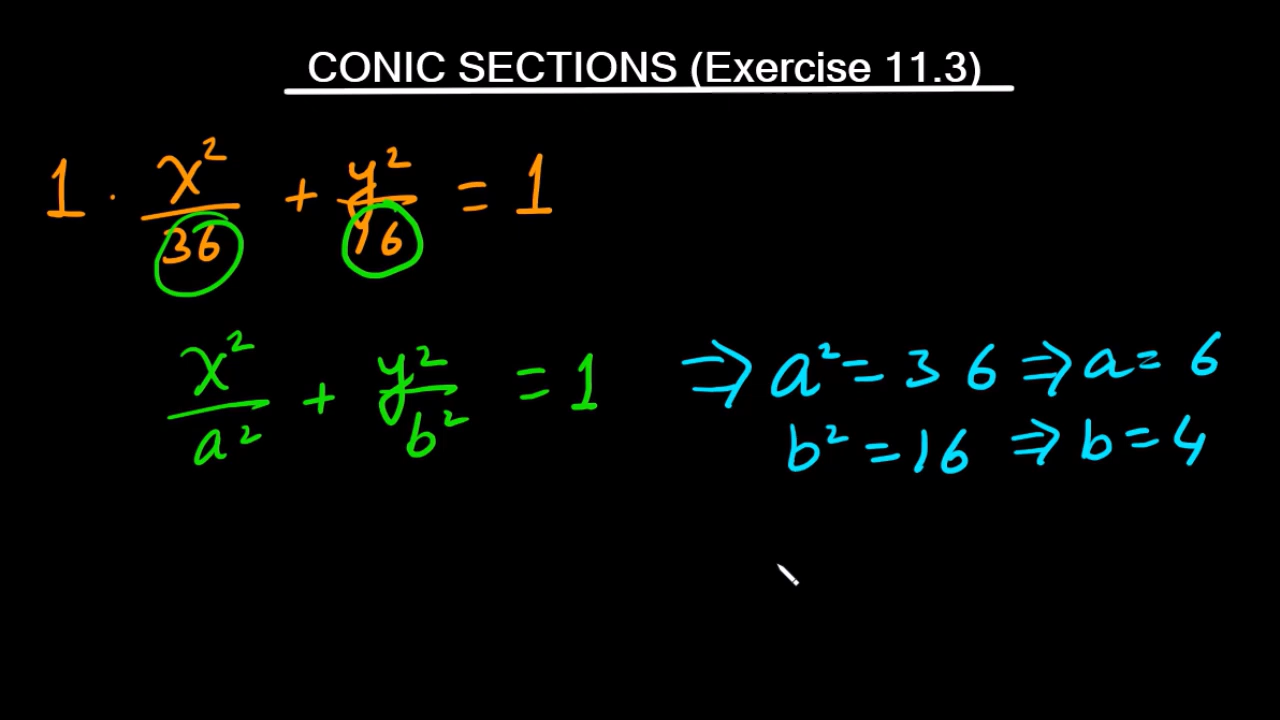 CONIC SECTIONS (Exercise 11.3)
1. x²/36 + y²/16 = 1
x²/a² + y²/b² = 1 ⇒ a² = 36 ⇒ a = 6
b² = 16 ⇒ b = 4